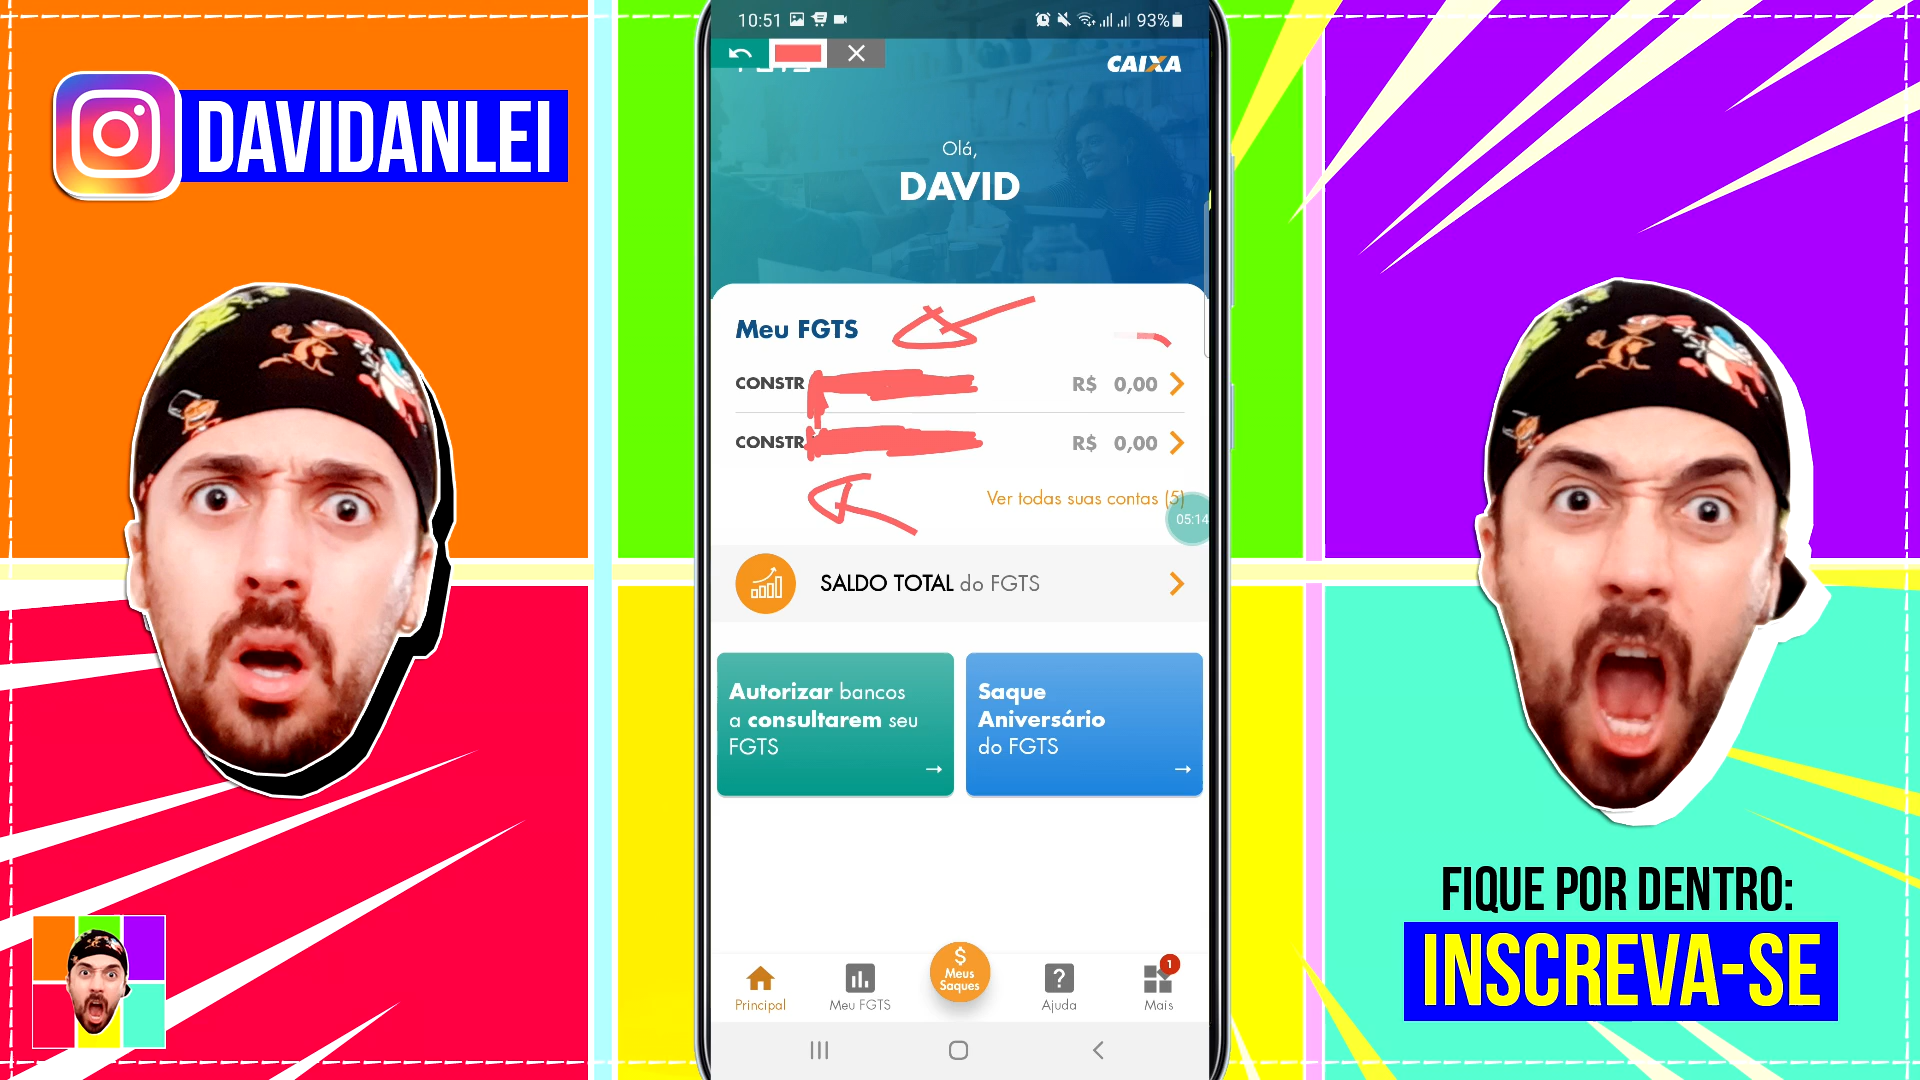 DAVIDANLEI
10:51
93%
CAIXA
Olá,
DAVID
Meu FGTS
CONSTR
R$ 0,00
CONSTR
R$ 0,00
Ver todas suas contas (5)
05:14
SALDO TOTAL do FGTS
Autorizar bancos
a consultarem seu
FGTS
→
Saque
Aniversário
do FGTS
→
Principal
Meu FGTS
$
Meus
Saques
?
Ajuda
1
Mais
FIQUE POR DENTRO:
INSCREVA-SE